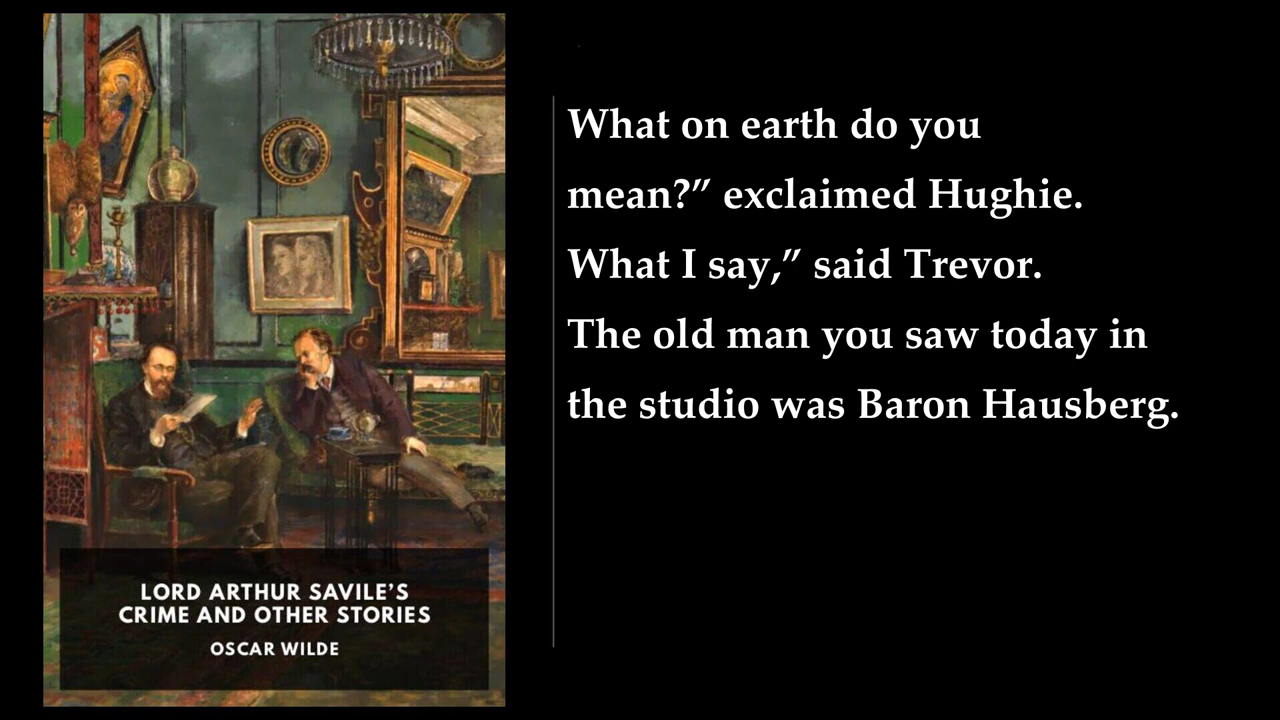 What on earth do you
mean?” exclaimed Hughie.
What I say,” said Trevor.
The old man you saw today in
the studio was Baron Hausberg.
LORD ARTHUR SAVILE’S
CRIME AND OTHER STORIES
OSCAR WILDE